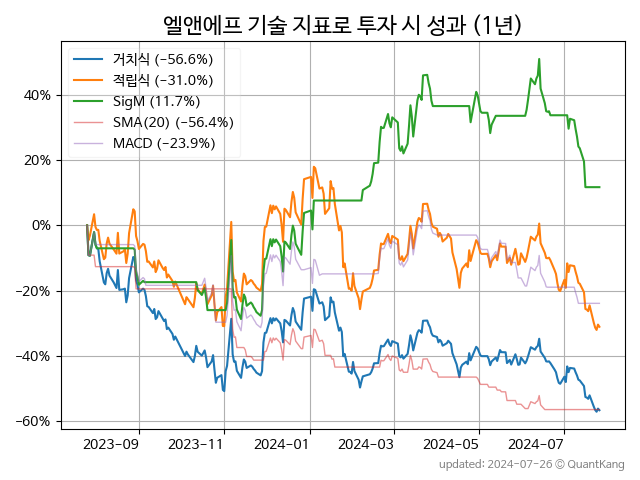 엘앤에프 기술 지표로 투자 시 성과 (1년)
거치식 (−56.6%)
적립식 (−31.0%)
SigM (11.7%)
SMA(20) (−56.4%)
MACD (−23.9%)
40%
20%
0%
−20%
−40%
−60%
2023−09
2023−11
2024−01
2024−03
2024−05
2024−07
updated: 2024-07-26 © QuantKang